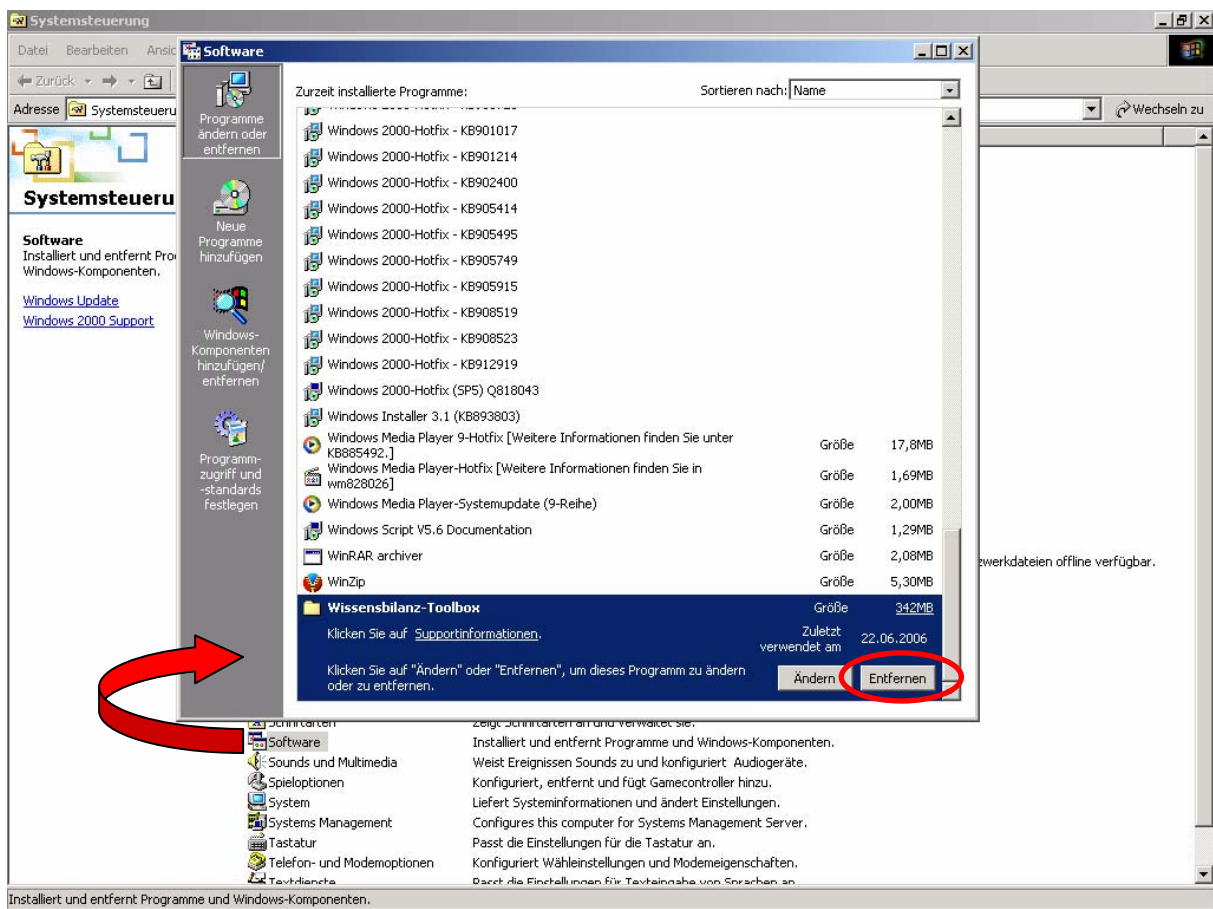 Systemsteuerung
Datei Bearbeiten
Zurück
Adresse Systemsteueru
Wechseln zu
Systemsteueru
Software
Installiert und entfernt Pro
Windows-Komponenten.
Windows Update
Windows 2000 Support
Software
Programme
ändern oder
entfernen
Neue
Programme
hinzufügen
Windows-
Komponenten
hinzufügen/
entfernen
Programm-
zugriff und
-standards
festlegen
Zurzeit installierte Programme:
Sortieren nach: Name
Windows 2000-Hotfix - KB901017
Windows 2000-Hotfix - KB901214
Windows 2000-Hotfix - KB902400
Windows 2000-Hotfix - KB905414
Windows 2000-Hotfix - KB905495
Windows 2000-Hotfix - KB905749
Windows 2000-Hotfix - KB905915
Windows 2000-Hotfix - KB908519
Windows 2000-Hotfix - KB908523
Windows 2000-Hotfix - KB912919
Windows 2000-Hotfix (SP5) Q818043
Windows Installer 3.1 (KB893803)
Windows Media Player 9-Hotfix [Weitere Informationen finden Sie unter
KB885492.] Größe 17,8MB
Windows Media Player-Hotfix [Weitere Informationen finden Sie in
wm828026] Größe 1,69MB
Windows Media Player-Systemupdate (9-Reihe) Größe 2,00MB
Windows Script V5.6 Documentation Größe 1,29MB
WinRAR archiver Größe 2,08MB
WinZip Größe 5,30MB
Wissensbilanz-Toolbox Größe 342MB
Klicken Sie auf Supportinformationen.
Zuletzt
verwendet am 22.06.2006
Klicken Sie auf "Ändern" oder "Entfernen", um dieses Programm zu ändern
oder zu entfernen.
Ändern Entfernen
zwerkdateien offline verfügbar.
Schriftarten Zeigt Schriftarten an und verwaltet sie.
Software Installiert und entfernt Programme und Windows-Komponenten.
Sounds und Multimedia Weist Ereignissen Sounds zu und konfiguriert Audiogeräte.
Spieloptionen Konfiguriert, entfernt und fügt Gamecontroller hinzu.
System Liefert Systeminformationen und ändert Einstellungen.
Systems Management Configures this computer for Systems Management Server.
Tastatur Passt die Einstellungen für die Tastatur an.
Telefon- und Modemoptionen Konfiguriert Wähleinstellungen und Modemeigenschaften.
Textdienste Passt die Einstellungen für Texteingabe von Sprachen an
Installiert und entfernt Programme und Windows-Komponenten.